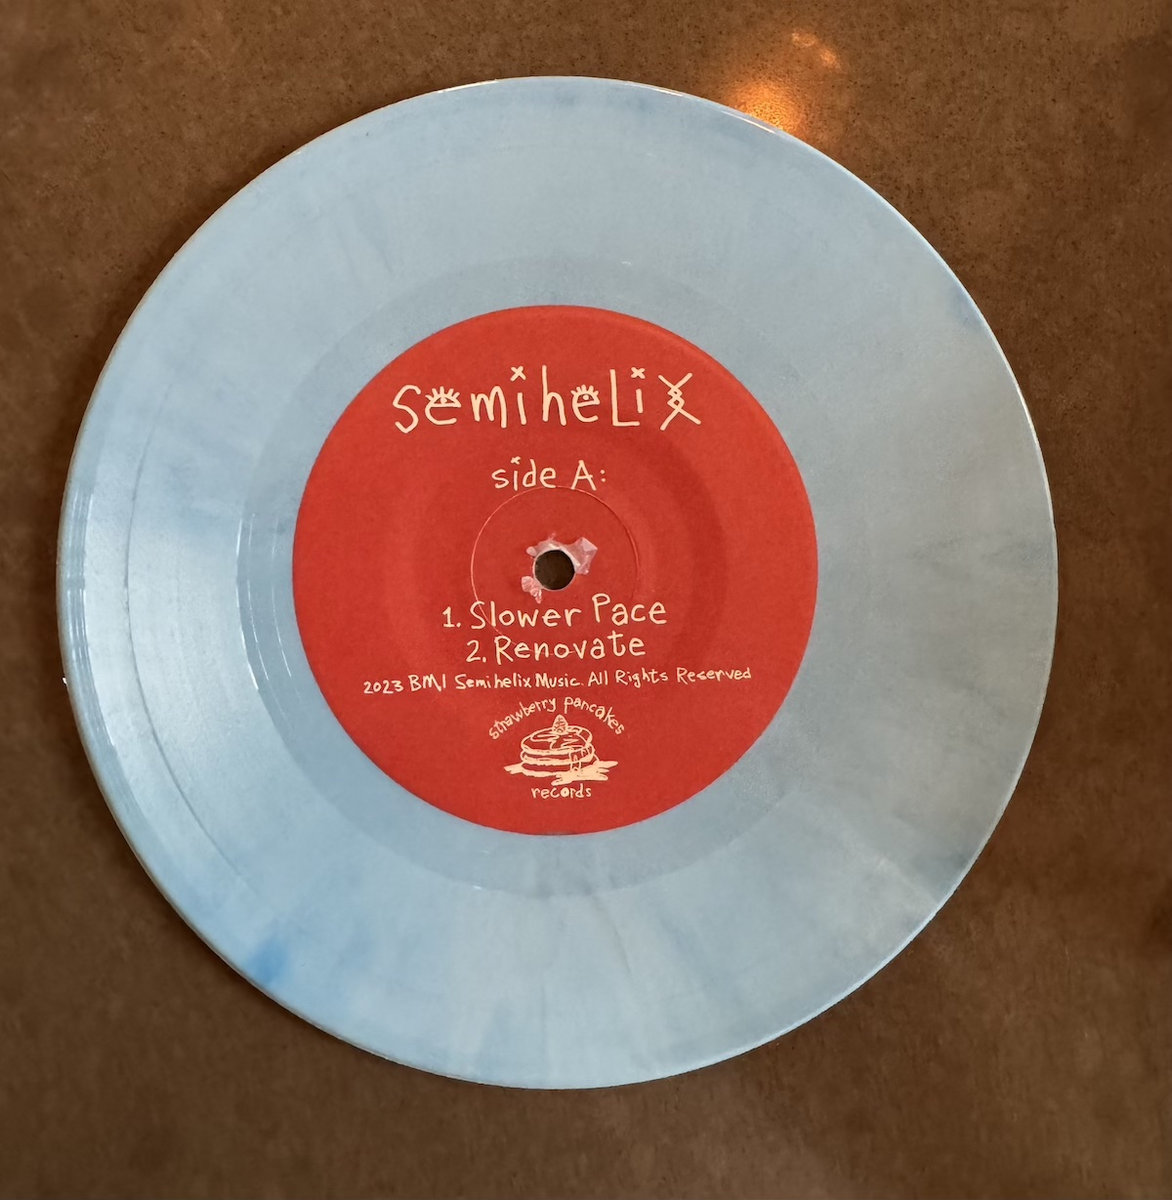 semihelix
side A:
1. Slower Pace
2. Renovate
2023 BMI Semihelix Music. All Rights Reserved
strawberry pancakes
records